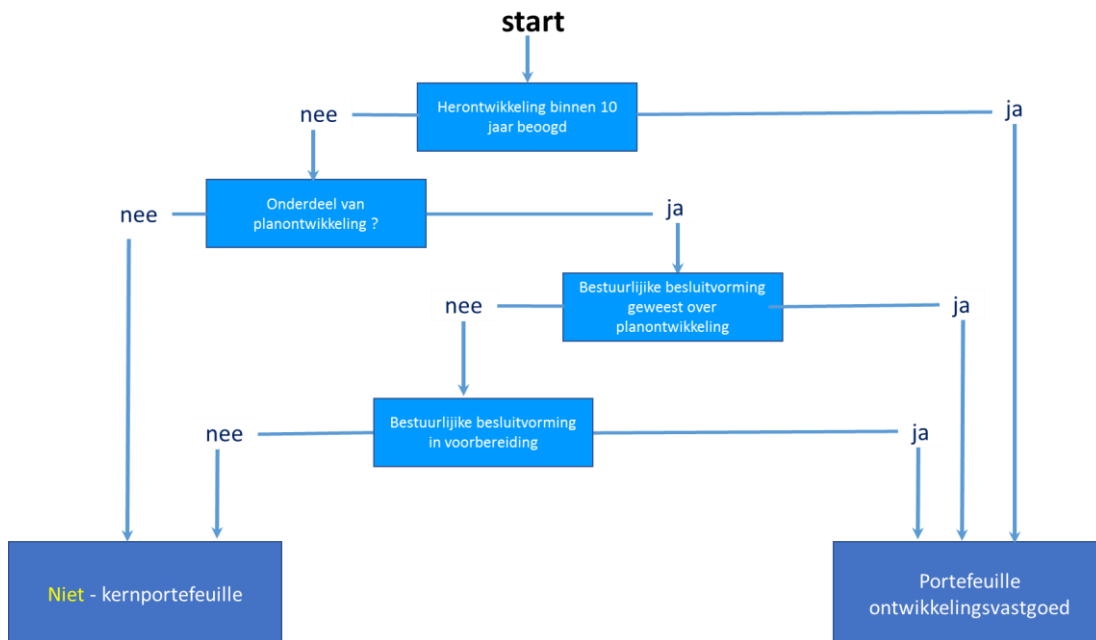 start
Herontwikkeling binnen 10
jaar beoogd
nee
ja
Onderdeel van
planontwikkeling ?
nee
ja
Bestuurlijke besluitvorming
geweest over
planontwikkeling
nee
ja
Bestuurlijke besluitvorming
in voorbereiding
nee
ja
Niet - kernportefeuille
Portefeuille
ontwikkelingsvastgoed